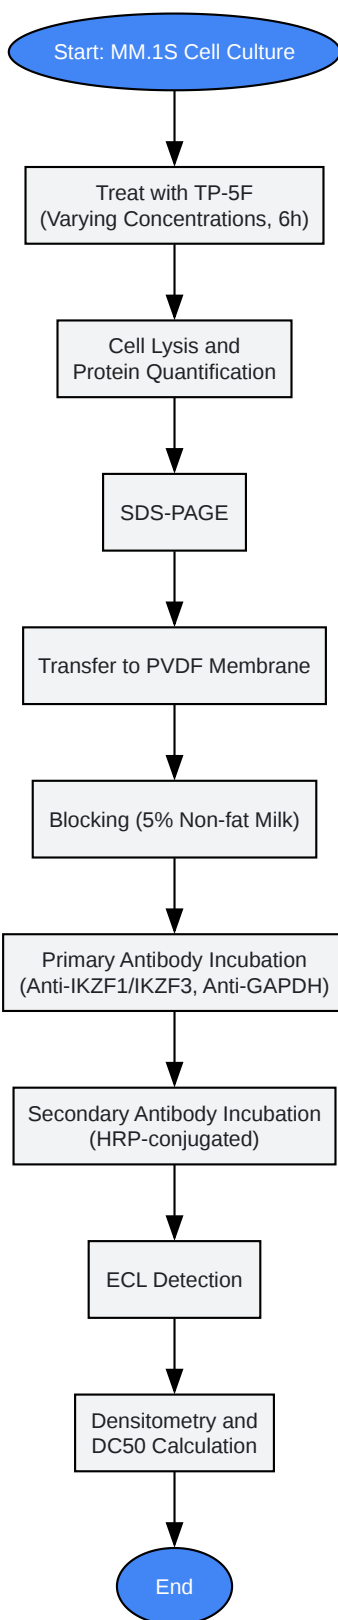 Start: MM.1S Cell Culture
Treat with TP-5F
(Varying Concentrations, 6h)
Cell Lysis and
Protein Quantification
SDS-PAGE
Transfer to PVDF Membrane
Blocking (5% Non-fat Milk)
Primary Antibody Incubation
(Anti-IKZF1/IKZF3, Anti-GAPDH)
Secondary Antibody Incubation
(HRP-conjugated)
ECL Detection
Densitometry and
DC50 Calculation
End